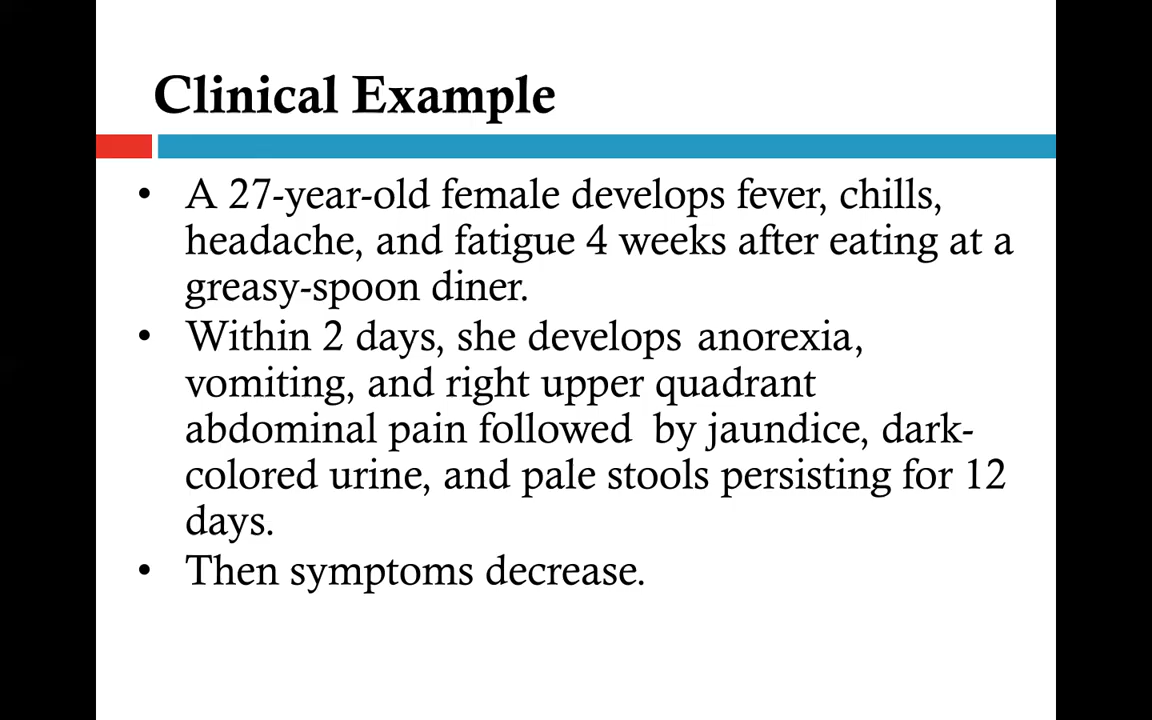 Clinical Example
• A 27-year-old female develops fever, chills,
headache, and fatigue 4 weeks after eating at a
greasy-spoon diner.
• Within 2 days, she develops anorexia,
vomiting, and right upper quadrant
abdominal pain followed by jaundice, dark-
colored urine, and pale stools persisting for 12
days.
• Then symptoms decrease.